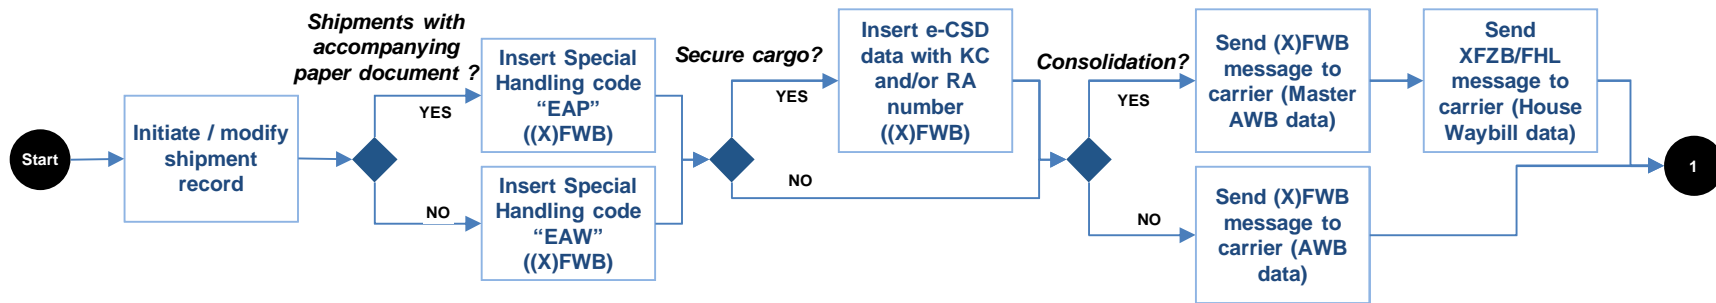 Start
Initiate / modify
shipment
record
Shipments with
accompanying
paper document ?
YES
NO
Insert Special
Handling code
“EAP”
((X)FWB)
Insert Special
Handling code
“EAW”
((X)FWB)
Secure cargo?
YES
NO
Insert e-CSD
data with KC
and/or RA
number
((X)FWB)
Consolidation?
YES
NO
Send (X)FWB
message to
carrier (Master
AWB data)
Send
XFZB/FHL
message to
carrier (House
Waybill data)
Send (X)FWB
message to
carrier (AWB
data)
1